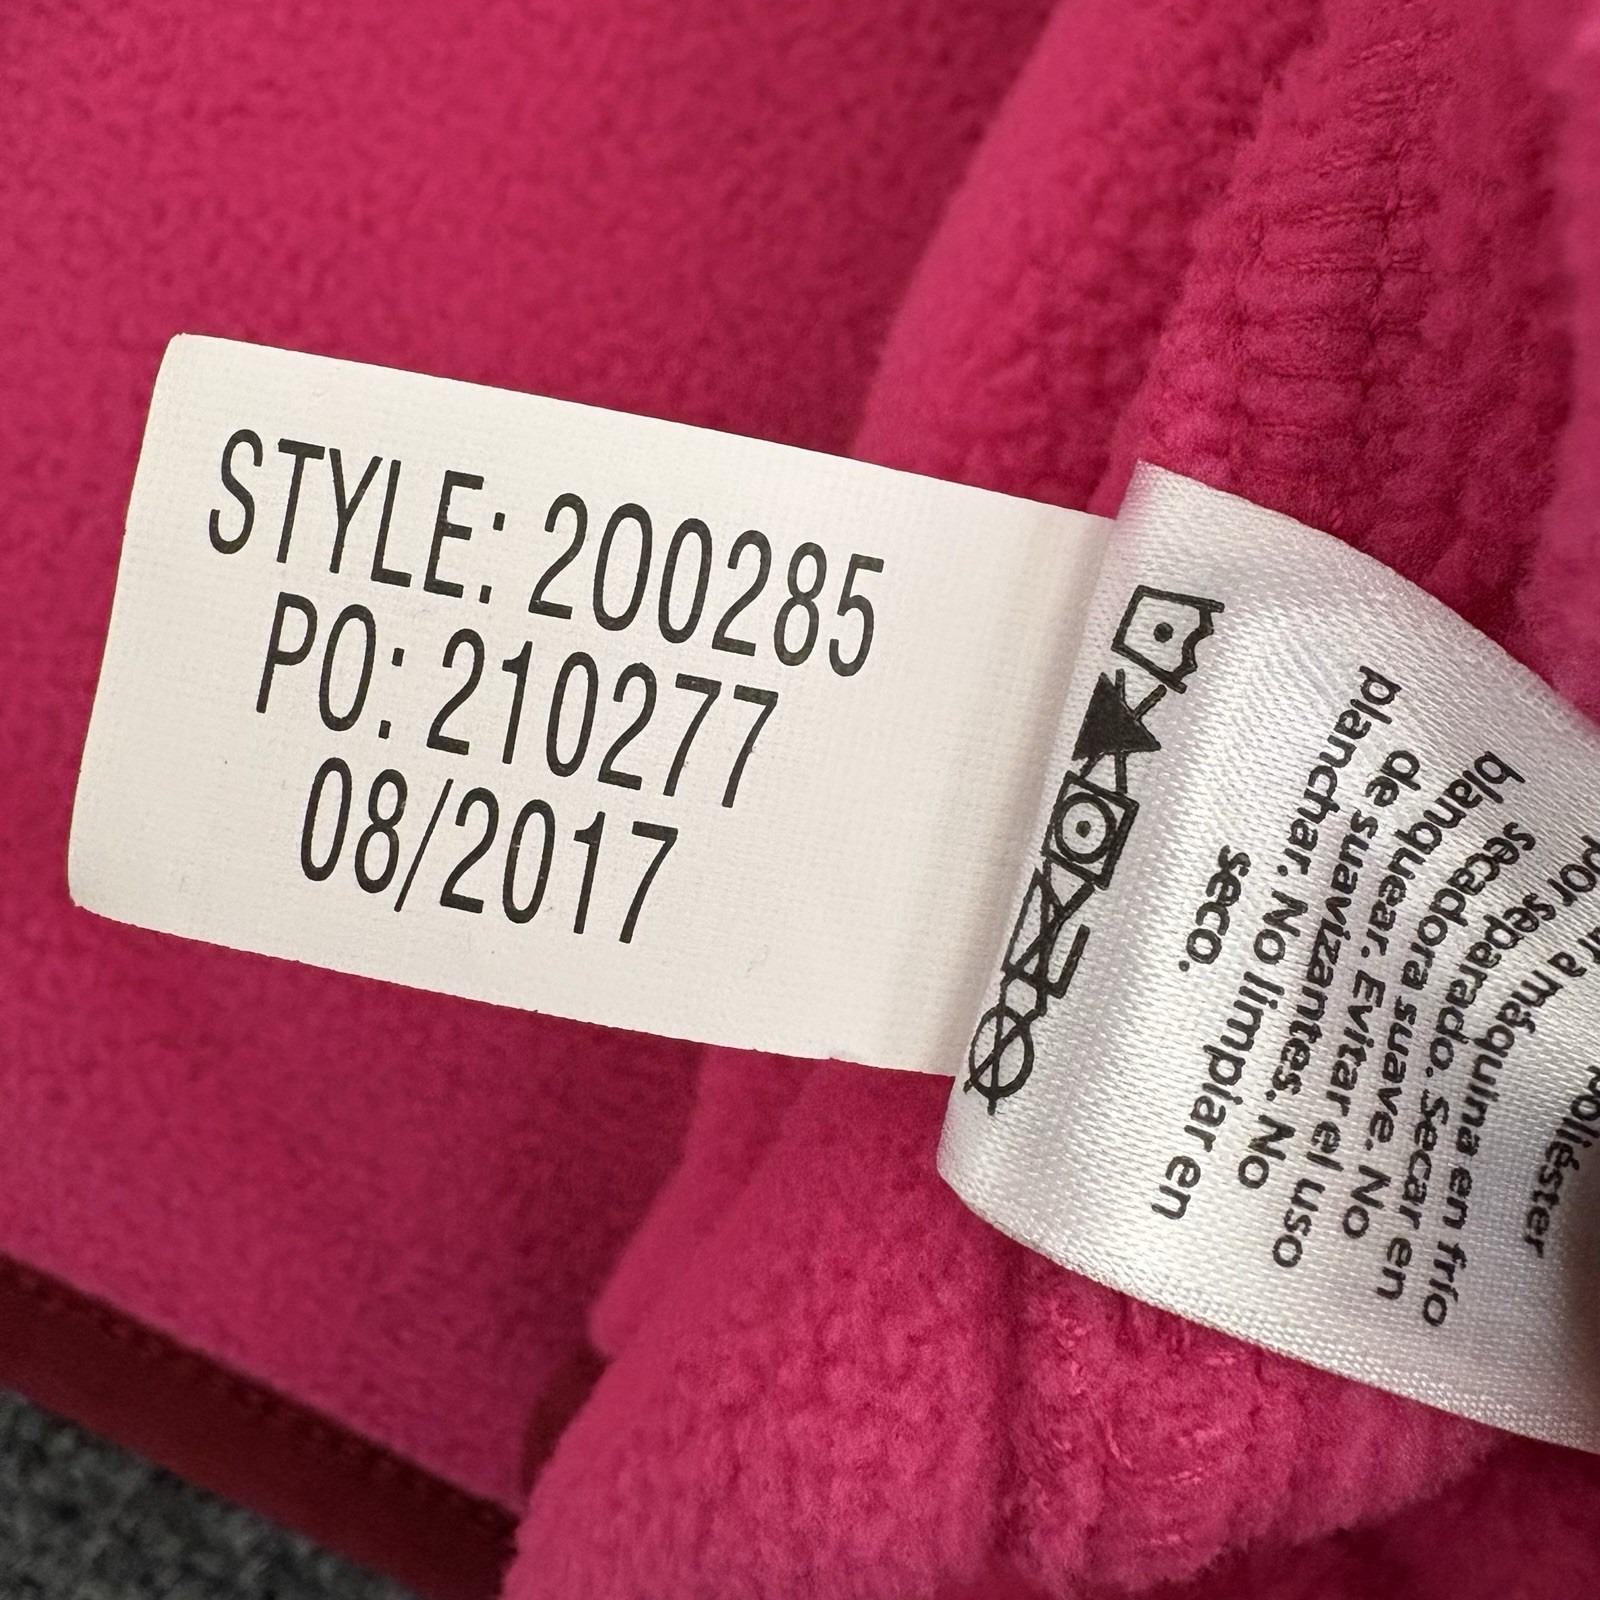 STYLE: 200285
PO: 210277
08/2017
poliéster
a máquina en frío
por separado. Secar en
secadora suave. No
blanquear. Evitar el uso
de suavizantes. No
planchar. No limpiar en
seco.